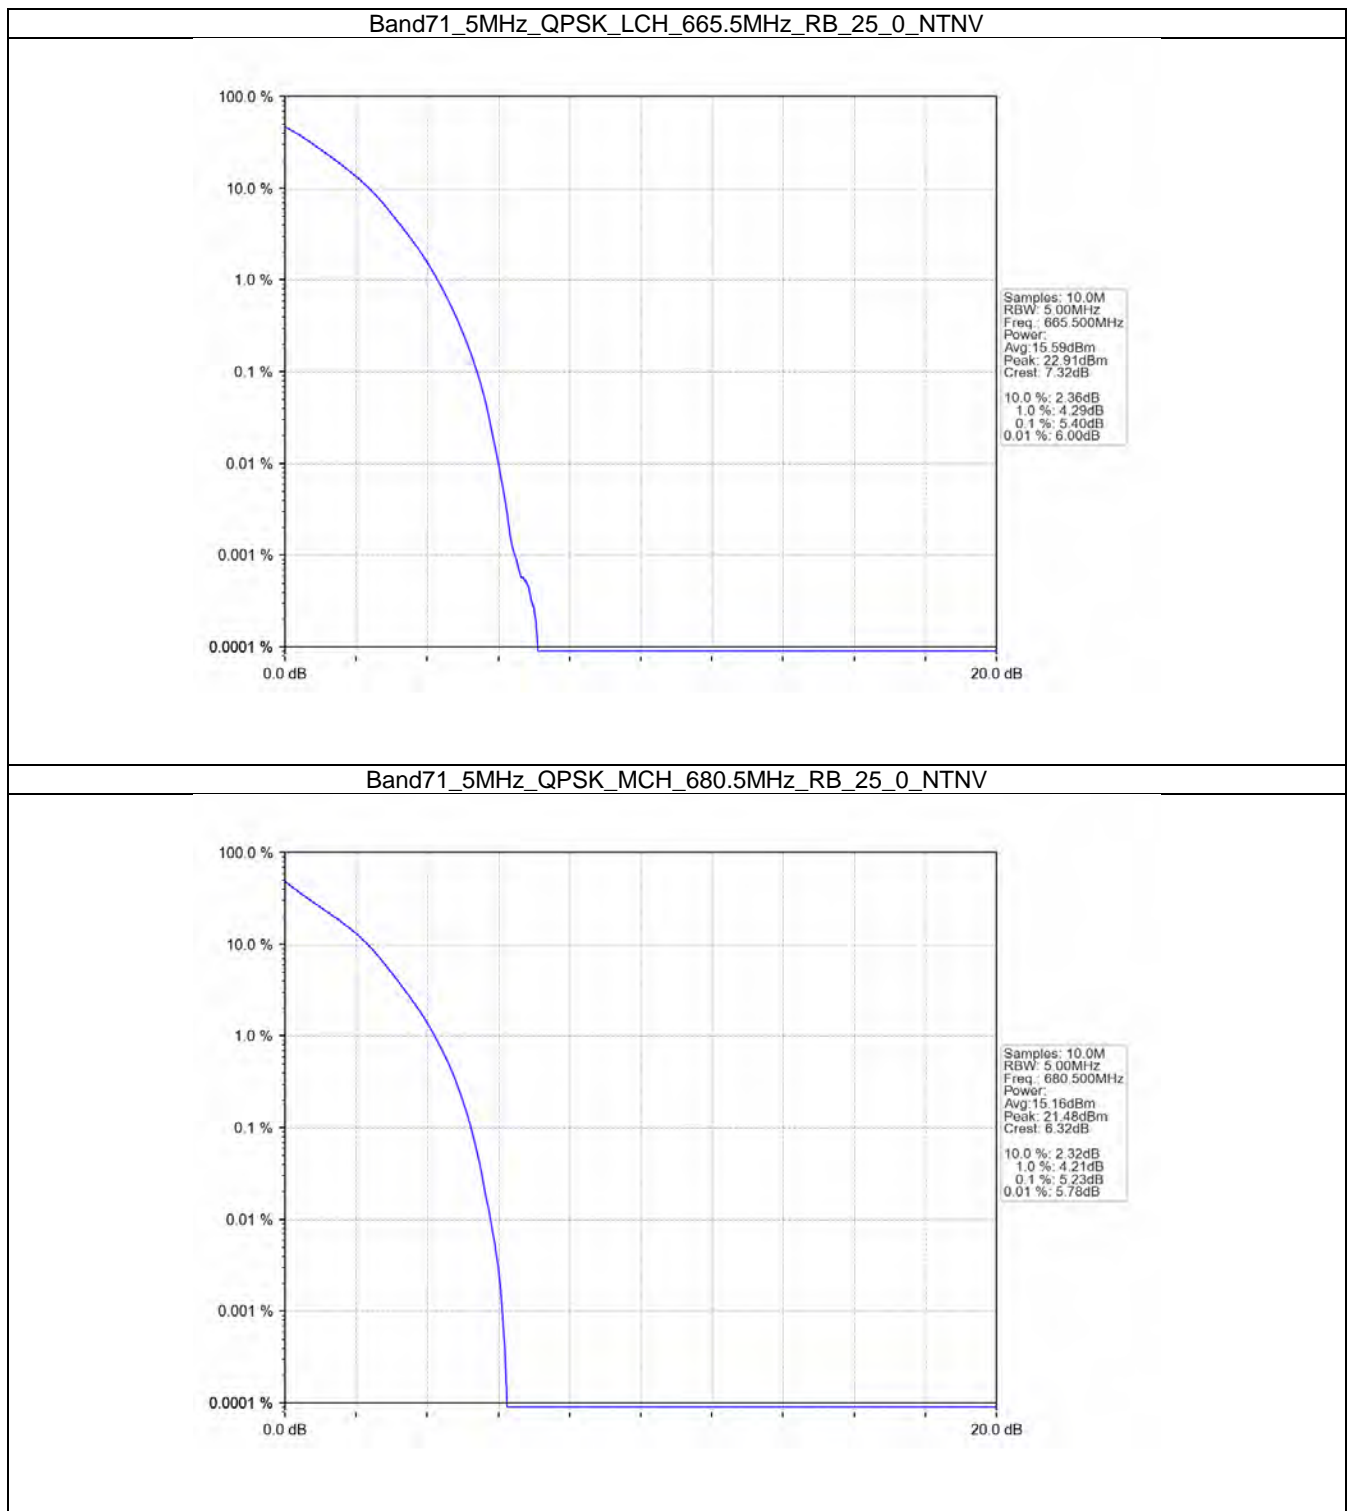 Band71_5MHz_QPSK_LCH_665.5MHz_RB_25_0_NTNV
100.0 %
10.0 %
1.0 %
0.1 %
0.01 %
0.001 %
0.0001 %
0.0 dB
20.0 dB
Samples: 10.0M
RBW: 5.00MHz
Freq.: 665.500MHz
Power:
Avg:15.59dBm
Peak: 22.91dBm
Crest: 7.32dB
10.0 %: 2.36dB
1.0 %: 4.29dB
0.1 %: 5.40dB
0.01 %: 6.00dB
Band71_5MHz_QPSK_MCH_680.5MHz_RB_25_0_NTNV
100.0 %
10.0 %
1.0 %
0.1 %
0.01 %
0.001 %
0.0001 %
0.0 dB
20.0 dB
Samples: 10.0M
RBW: 5.00MHz
Freq.: 680.500MHz
Power:
Avg:15.16dBm
Peak: 21.48dBm
Crest: 6.32dB
10.0 %: 2.32dB
1.0 %: 4.21dB
0.1 %: 5.23dB
0.01 %: 5.78dB